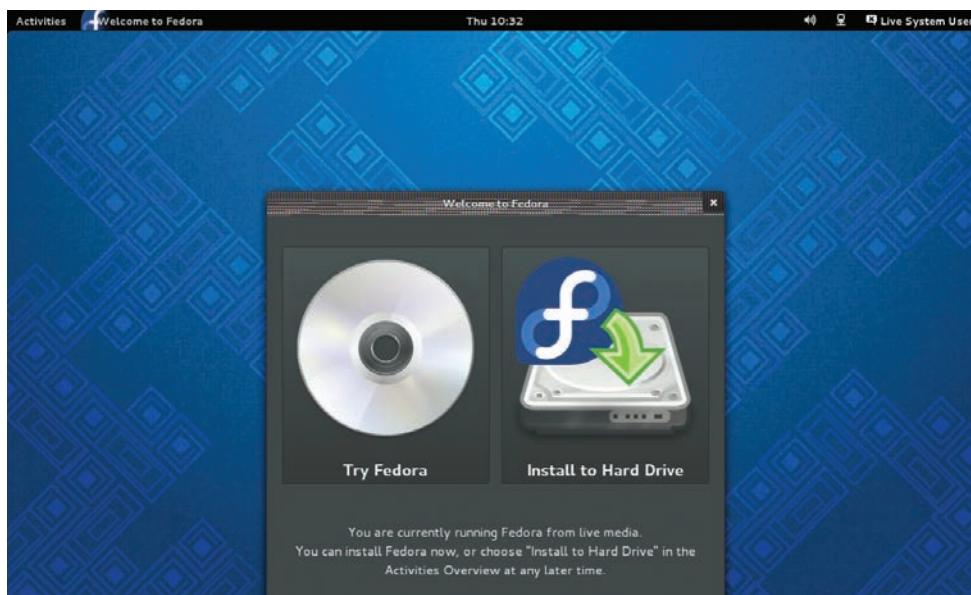 Activities Welcome to Fedora Thu 10:32 Live System User
Welcome to Fedora
Try Fedora Install to Hard Drive
You are currently running Fedora from live media.
You can install Fedora now, or choose "Install to Hard Drive" in the
Activities Overview at any later time.